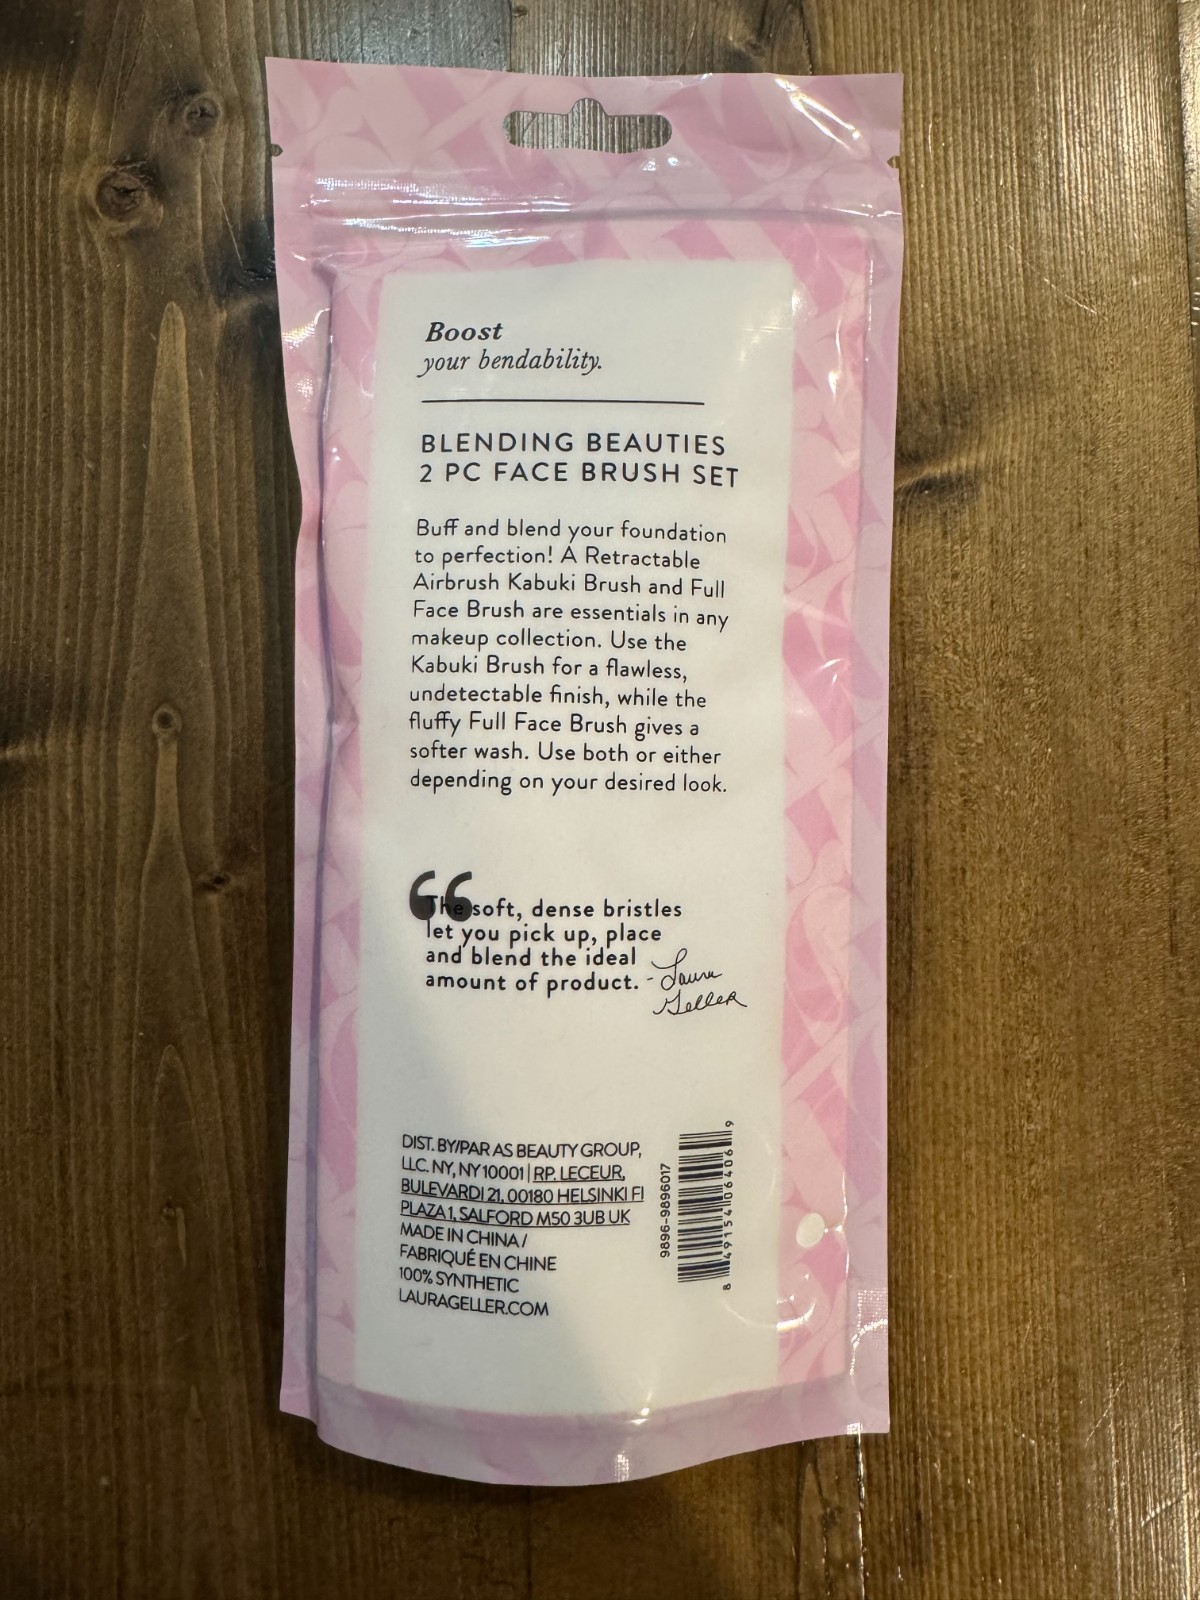 Boost
your bendability.
BLENDING BEAUTIES
2 PC FACE BRUSH SET
Buff and blend your foundation
to perfection! A Retractable
Airbrush Kabuki Brush and Full
Face Brush are essentials in any
makeup collection. Use the
Kabuki Brush for a flawless,
undetectable finish, while the
fluffy Full Face Brush gives a
softer wash. Use both or either
depending on your desired look.
“The soft, dense bristles
let you pick up, place
and blend the ideal
amount of product. - Laura
Geller
DIST. BY/PAR AS BEAUTY GROUP,
LLC. NY, NY 10001 | RP. LECEUR,
BULEVARDI 21, 00180 HELSINKI FI
PLAZA 1, SALFORD M50 3UB UK
MADE IN CHINA /
FABRIQUÉ EN CHINE
100% SYNTHETIC
LAURAGELLER.COM
9896-9896017
8 49154 06406 9